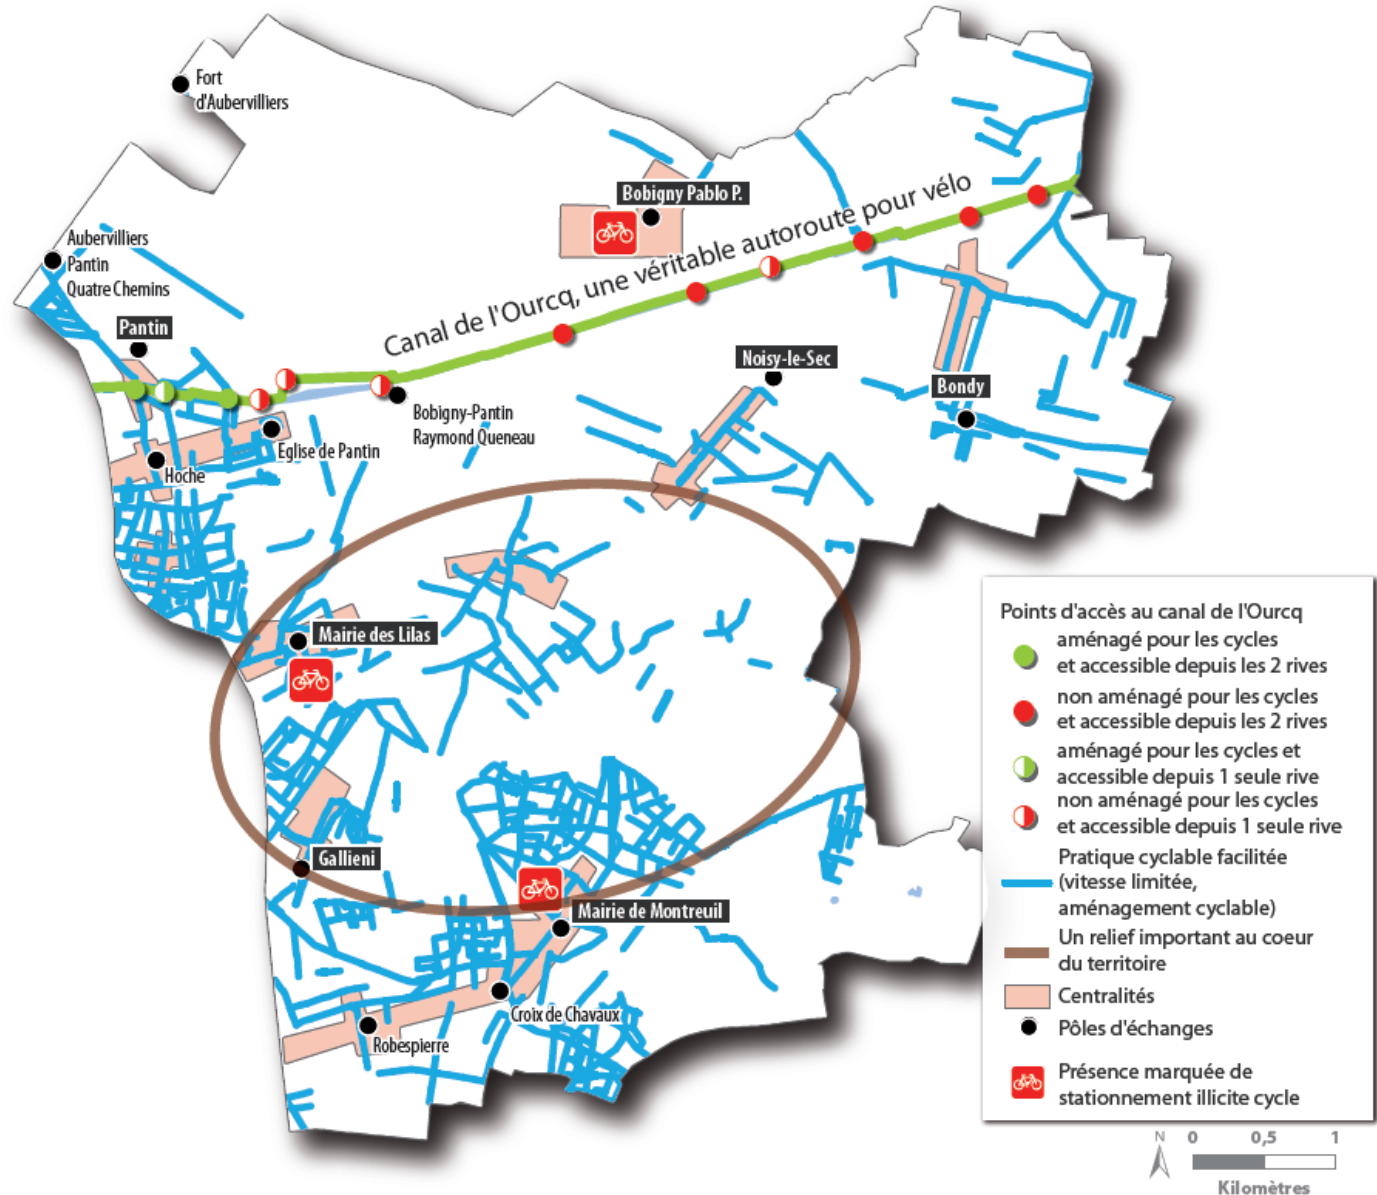 Fort
d'Aubervilliers
Bobigny Pablo P.
Canal de l'Ourcq, une véritable autoroute pour vélo
Aubervilliers
Pantin
Quatre Chemins
Pantin
Noisy-le-Sec
Bondy
Bobigny-Pantin
Raymond Queneau
Eglise de Pantin
Hoche
Mairie des Lilas
Gallieni
Mairie de Montreuil
Croix de Chavaux
Robespierre
Points d'accès au canal de l'Ourcq
aménagé pour les cycles
et accessible depuis les 2 rives
non aménagé pour les cycles
et accessible depuis les 2 rives
aménagé pour les cycles et
accessible depuis 1 seule rive
non aménagé pour les cycles
et accessible depuis 1 seule rive
Pratique cyclable facilitée
(vitesse limitée,
aménagement cyclable)
Un relief important au coeur
du territoire
Centralités
Pôles d'échanges
Présence marquée de
stationnement illicite cycle
N 0 0,5 1
Kilomètres